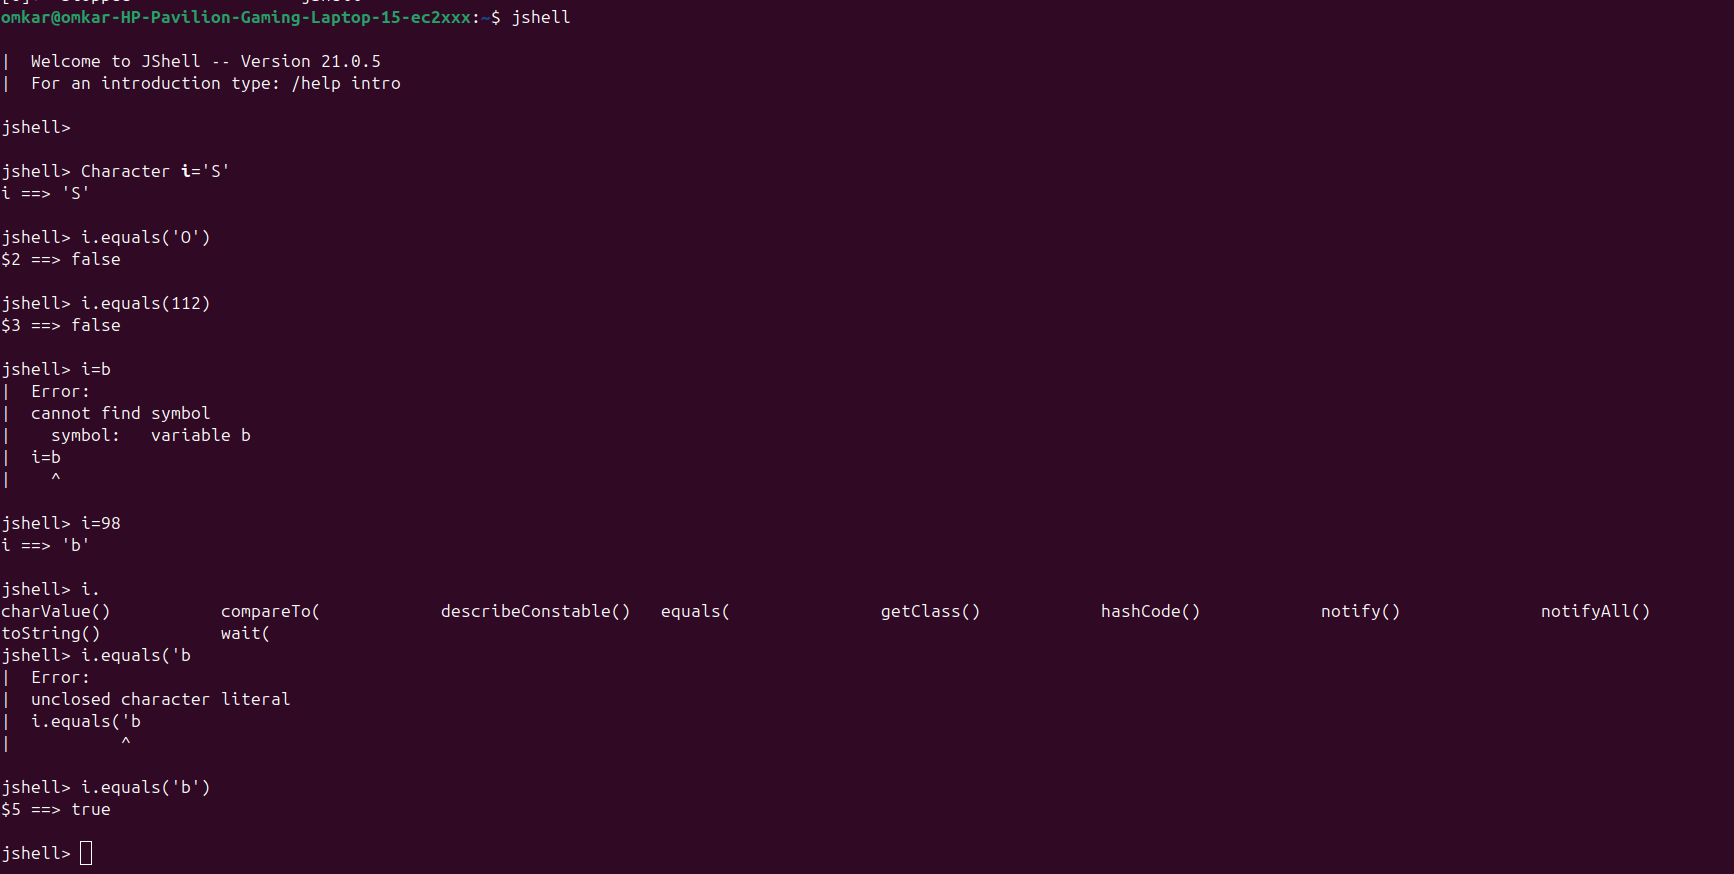 omkar@omkar-HP-Pavilion-Gaming-Laptop-15-ec2xxx:~$ jshell
| Welcome to JShell -- Version 21.0.5
| For an introduction type: /help intro
jshell>
jshell> Character i='S'
i ==> 'S'
jshell> i.equals('O')
$2 ==> false
jshell> i.equals(112)
$3 ==> false
jshell> i=b
| Error:
| cannot find symbol
| symbol: variable b
| i=b
| ^
jshell> i=98
i ==> 'b'
jshell> i.
charValue() compareTo( describeConstable() equals( getClass() hashCode() notify() notifyAll()
toString() wait(
jshell> i.equals('b
| Error:
| unclosed character literal
| i.equals('b
| ^
jshell> i.equals('b')
$5 ==> true
jshell>